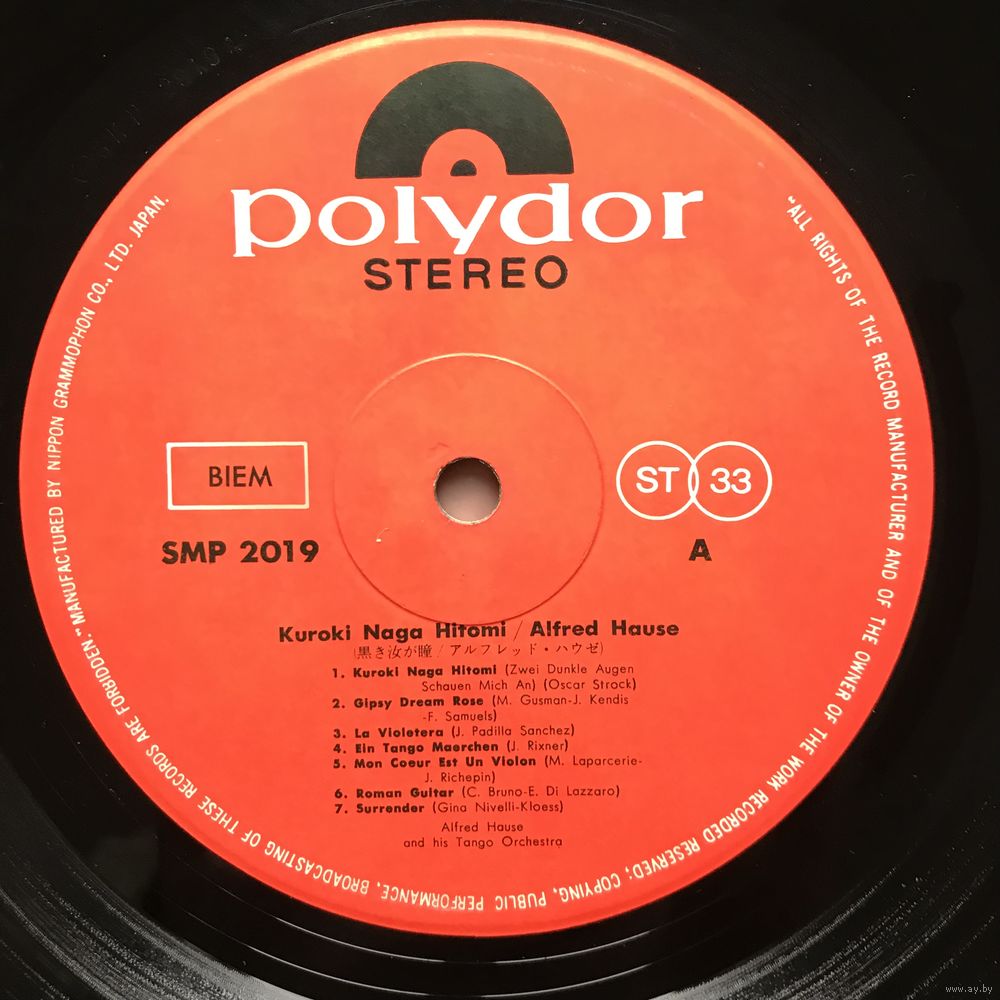 polydor
STEREO
BIEM
ST 33
SMP 2019
A
Kuroki Naga Hitomi / Alfred Hause
(黒き汝が瞳 / アルフレッド・ハウゼ)
1. Kuroki Naga Hitomi (Zwei Dunkle Augen
Schauen Mich An) (Oscar Strock)
2. Gipsy Dream Rose (M. Gusman-J. Kendis
-F. Samuels)
3. La Violetera (J. Padilla Sanchez)
4. Ein Tango Maerchen (J. Rixner)
5. Mon Coeur Est Un Violon (M. Laparcerie-
J. Richepin)
6. Roman Guitar (C. Bruno-E. Di Lazzaro)
7. Surrender (Gina Nivelli-Kloess)
Alfred Hause
and his Tango Orchestra
"ALL RIGHTS OF THE RECORD MANUFACTURER AND OF THE OWNER OF THE WORK RECORDED RESERVED; COPYING, PUBLIC PERFORMANCE, BROADCASTING OF THESE RECORDS ARE FORBIDDEN." MANUFACTURED BY NIPPON GRAMMOPHON CO., LTD. JAPAN.
www.ay.by